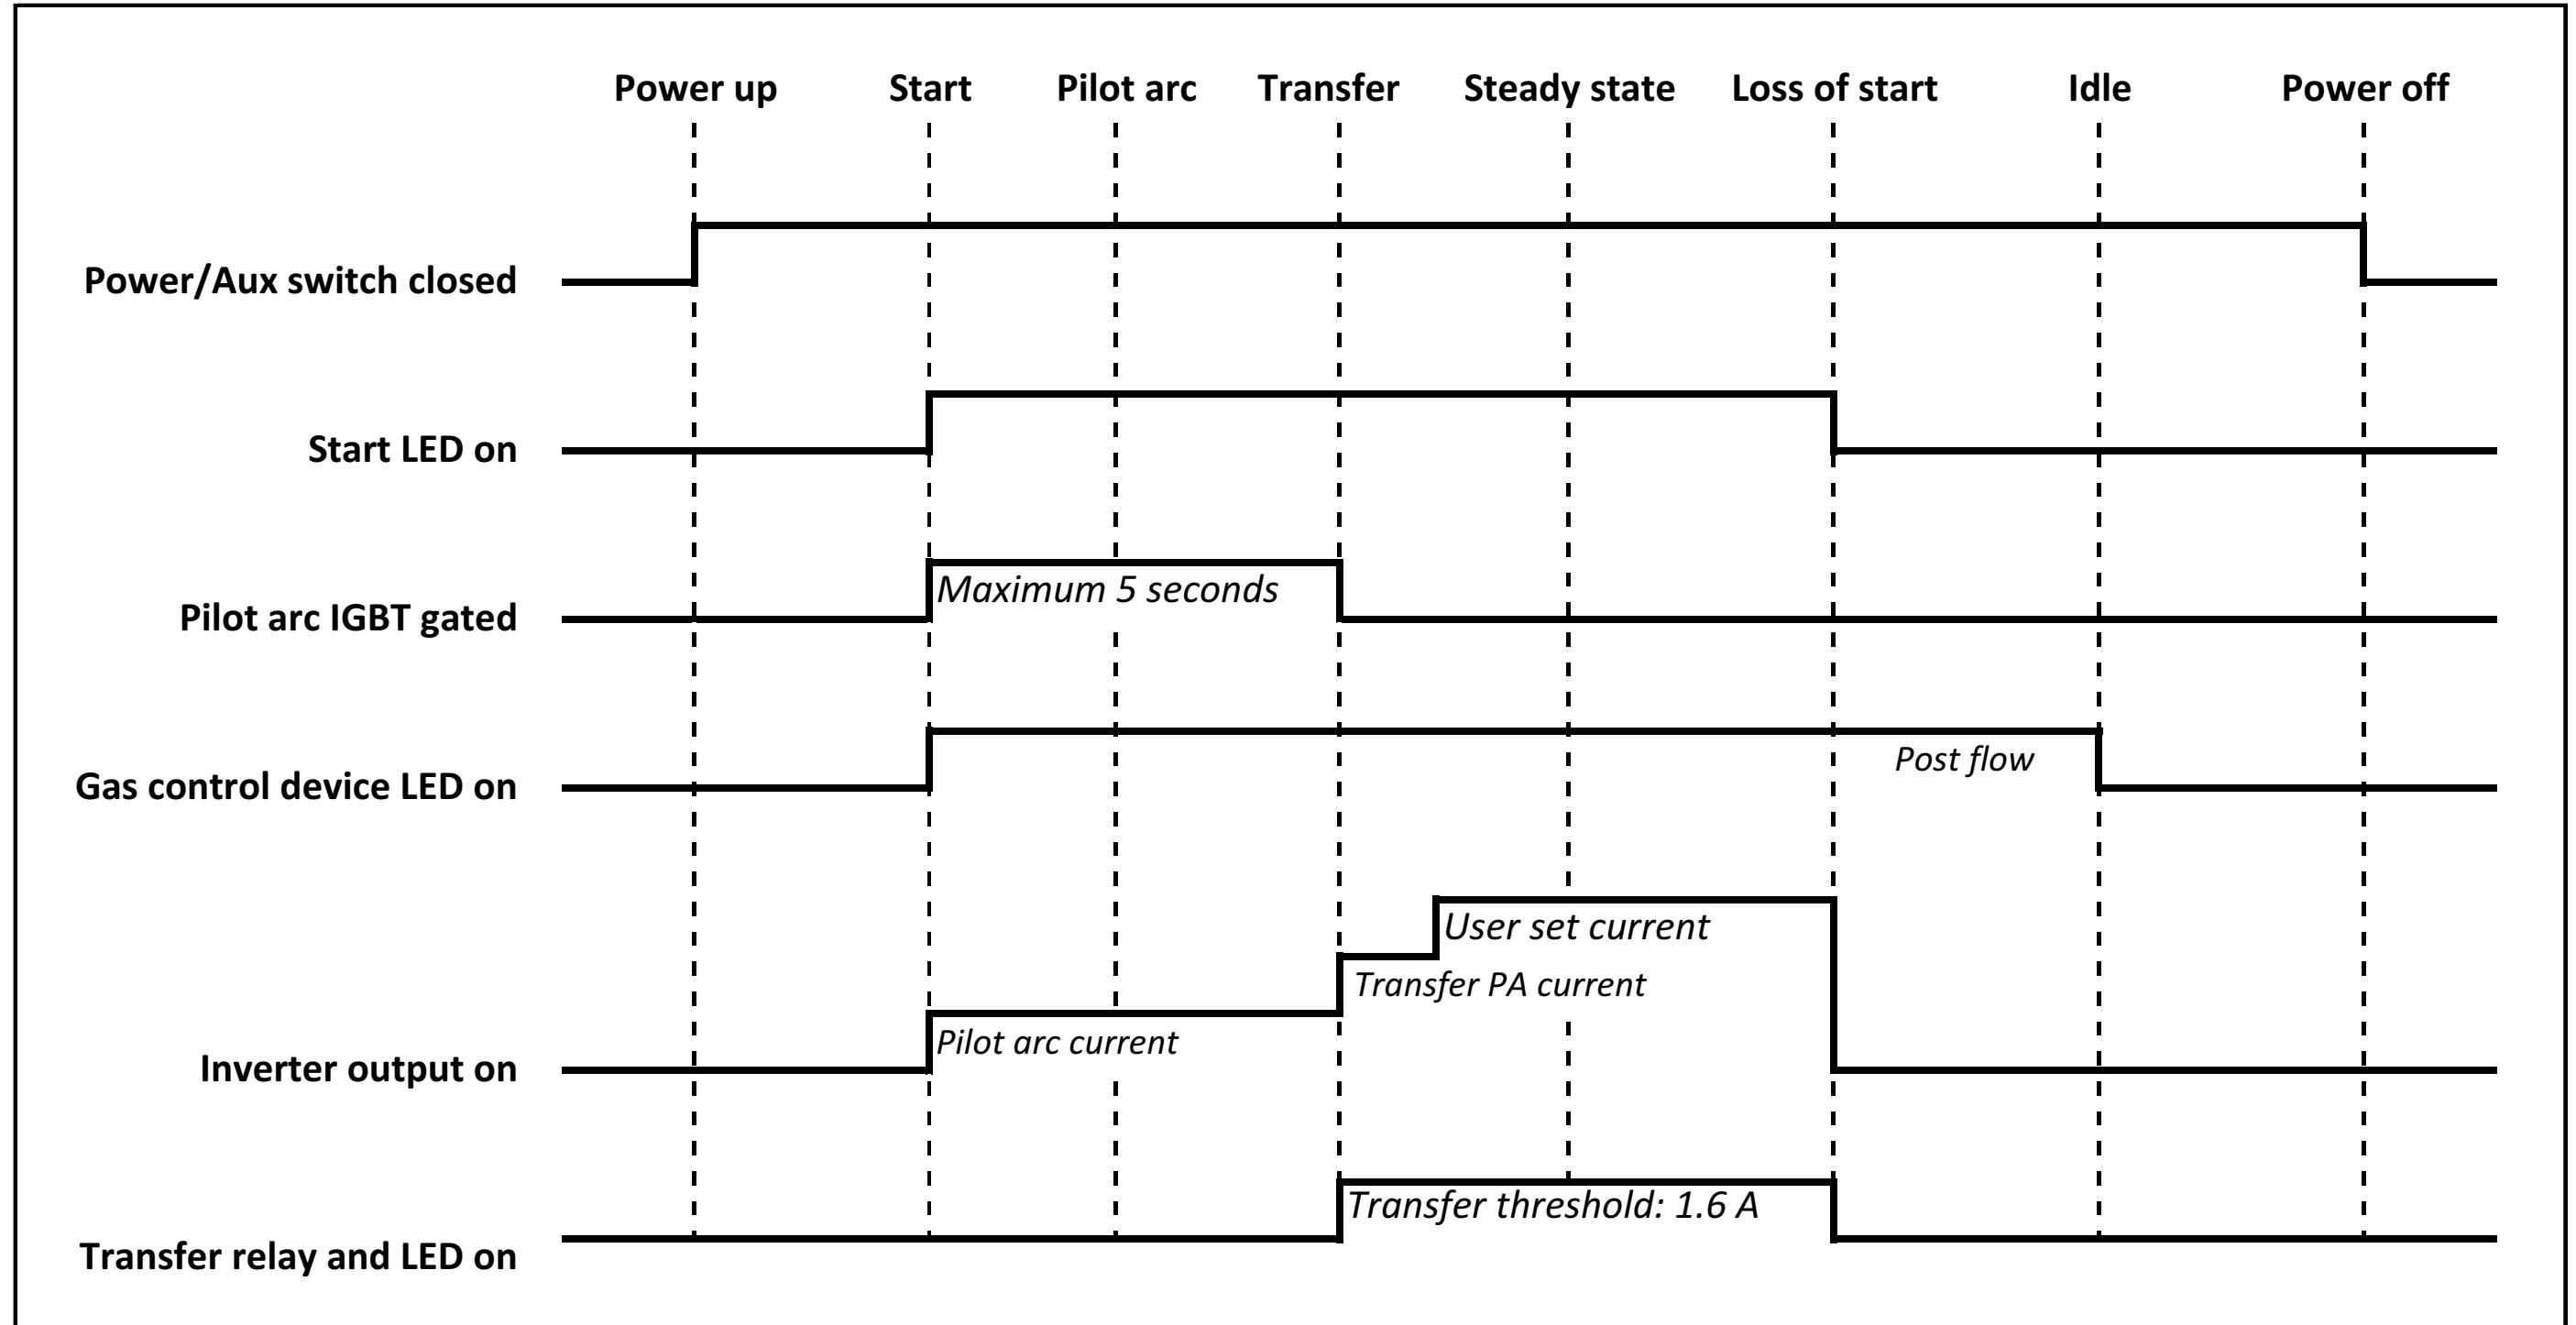 Power up Start Pilot arc Transfer Steady state Loss of start Idle Power off
Power/Aux switch closed
Start LED on
Maximum 5 seconds
Pilot arc IGBT gated
Post flow
Gas control device LED on
User set current
Transfer PA current
Pilot arc current
Inverter output on
Transfer threshold: 1.6 A
Transfer relay and LED on